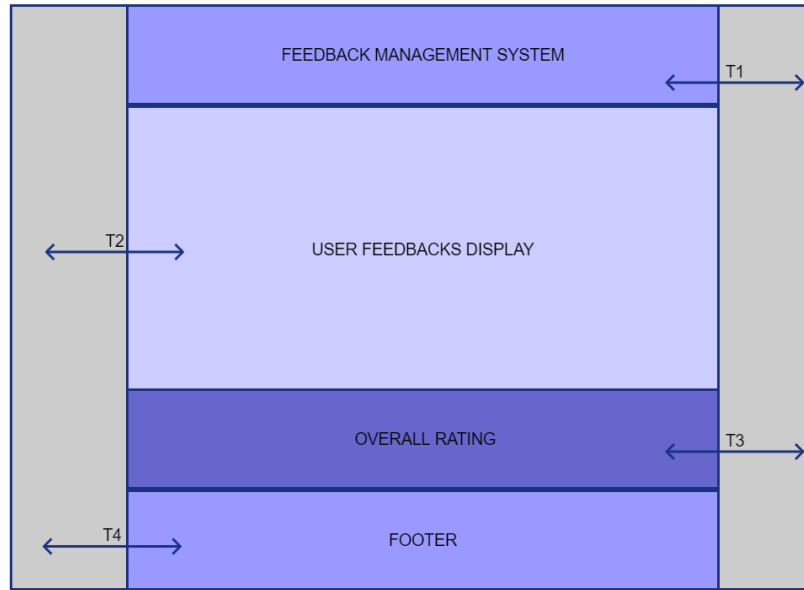 FEEDBACK MANAGEMENT SYSTEM
T1
T2
USER FEEDBACKS DISPLAY
OVERALL RATING
T3
T4
FOOTER